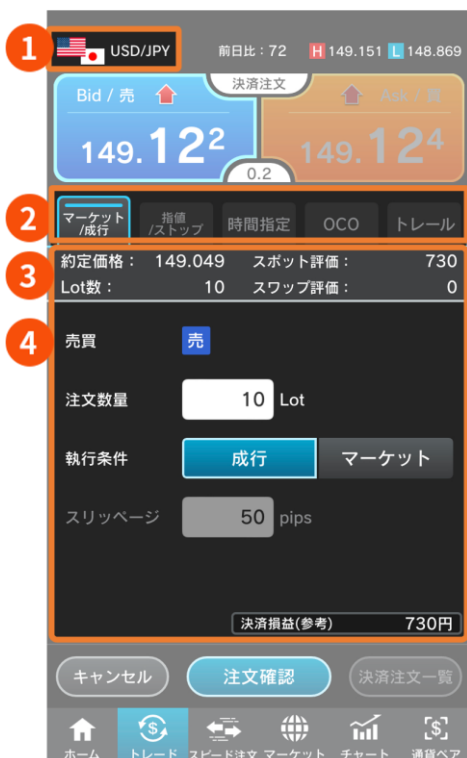 1
USD/JPY 前日比：72 H 149.151 L 148.869
Bid / 売 決済注文 Ask / 買
149.122 149.124
0.2
2
マーケット/成行 指値/ストップ 時間指定 OCO トレール
3
約定価格： 149.049 スポット評価： 730
Lot数： 10 スワップ評価： 0
4
売買 売
注文数量 10 Lot
執行条件 成行 マーケット
スリッページ 50 pips
決済損益(参考) 730円
キャンセル 注文確認 決済注文一覧
ホーム トレード スピード注文 マーケット チャート 通貨ペア